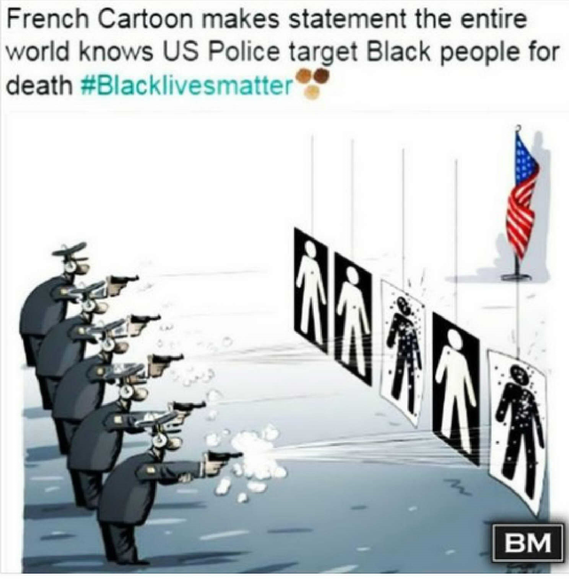 French Cartoon makes statement the entire
world knows US Police target Black people for
death #Blacklivesmatter
BM